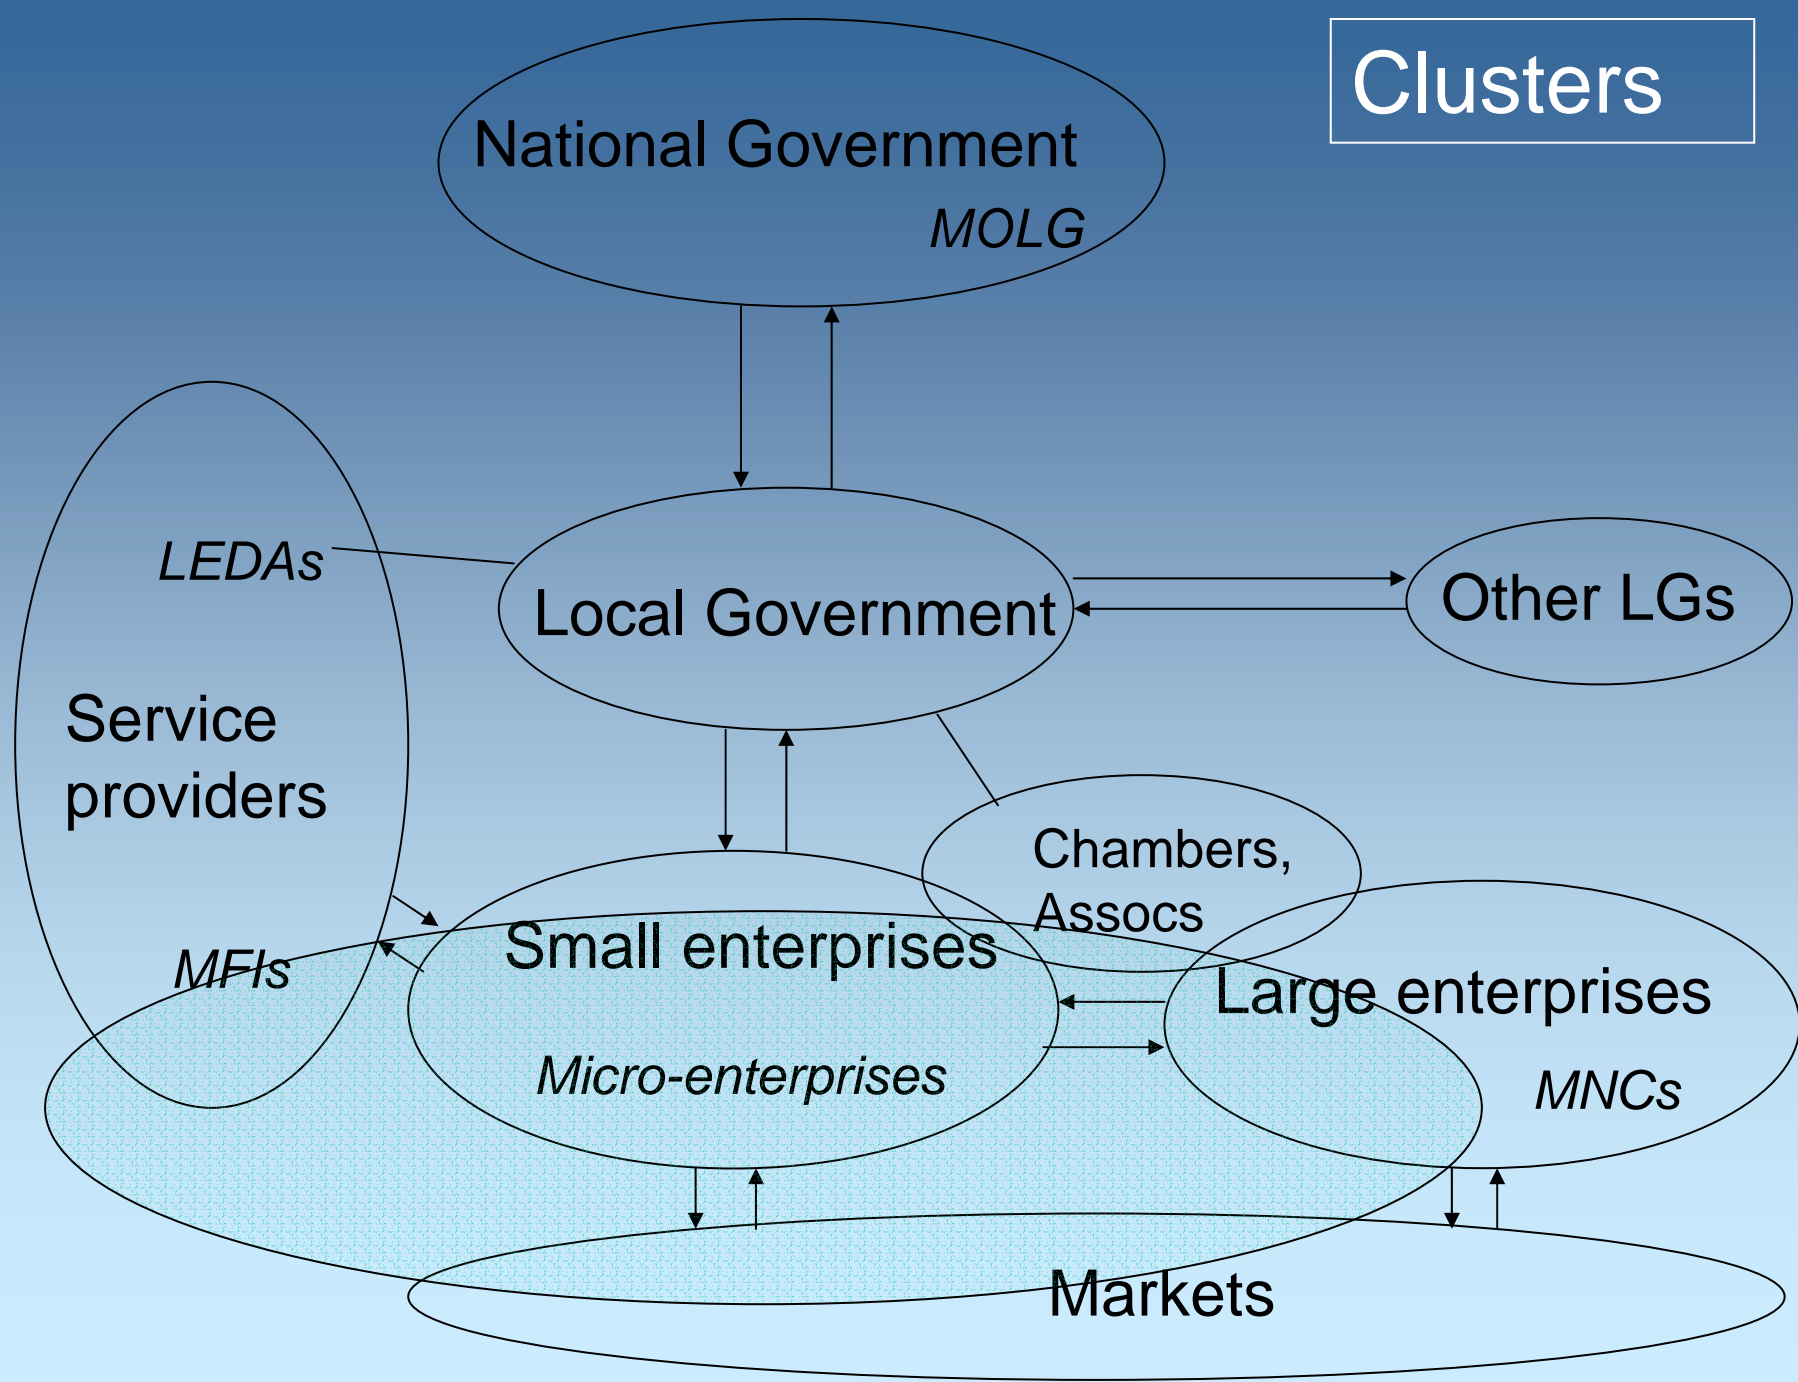 Clusters
National Government
MOLG
LEDAs
Local Government
Other LGs
Service
providers
Chambers,
Assocs
MFIs
Small enterprises
Large enterprises
Micro-enterprises
MNCs
Markets